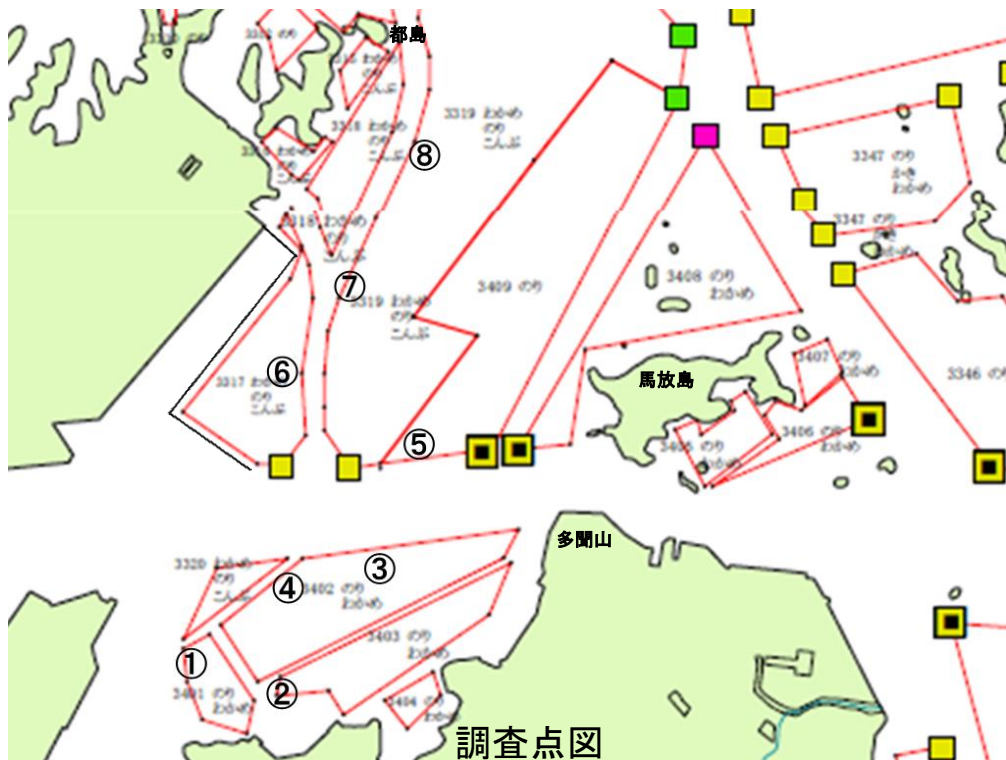 都島
3319 わかめ
のり
こんぶ
3318 わかめ
のり
こんぶ
⑧
3347 のり
かき
わかめ
3347 のり
かき
わかめ
3318 わかめ
のり
こんぶ
⑦
3319 わかめ
のり
こんぶ
3409 のり
3408 のり
わかめ
⑥
3317 わかめ
のり
こんぶ
馬放島
3407 のり
わかめ
3346 のり
⑤
3405 のり
わかめ
3406 のり
わかめ
多聞山
3320 わかめ
のり
こんぶ
④
③
3402 のり
わかめ
3403 のり
わかめ
①
3401 のり
わかめ
②
3404 のり
わかめ
調査点図